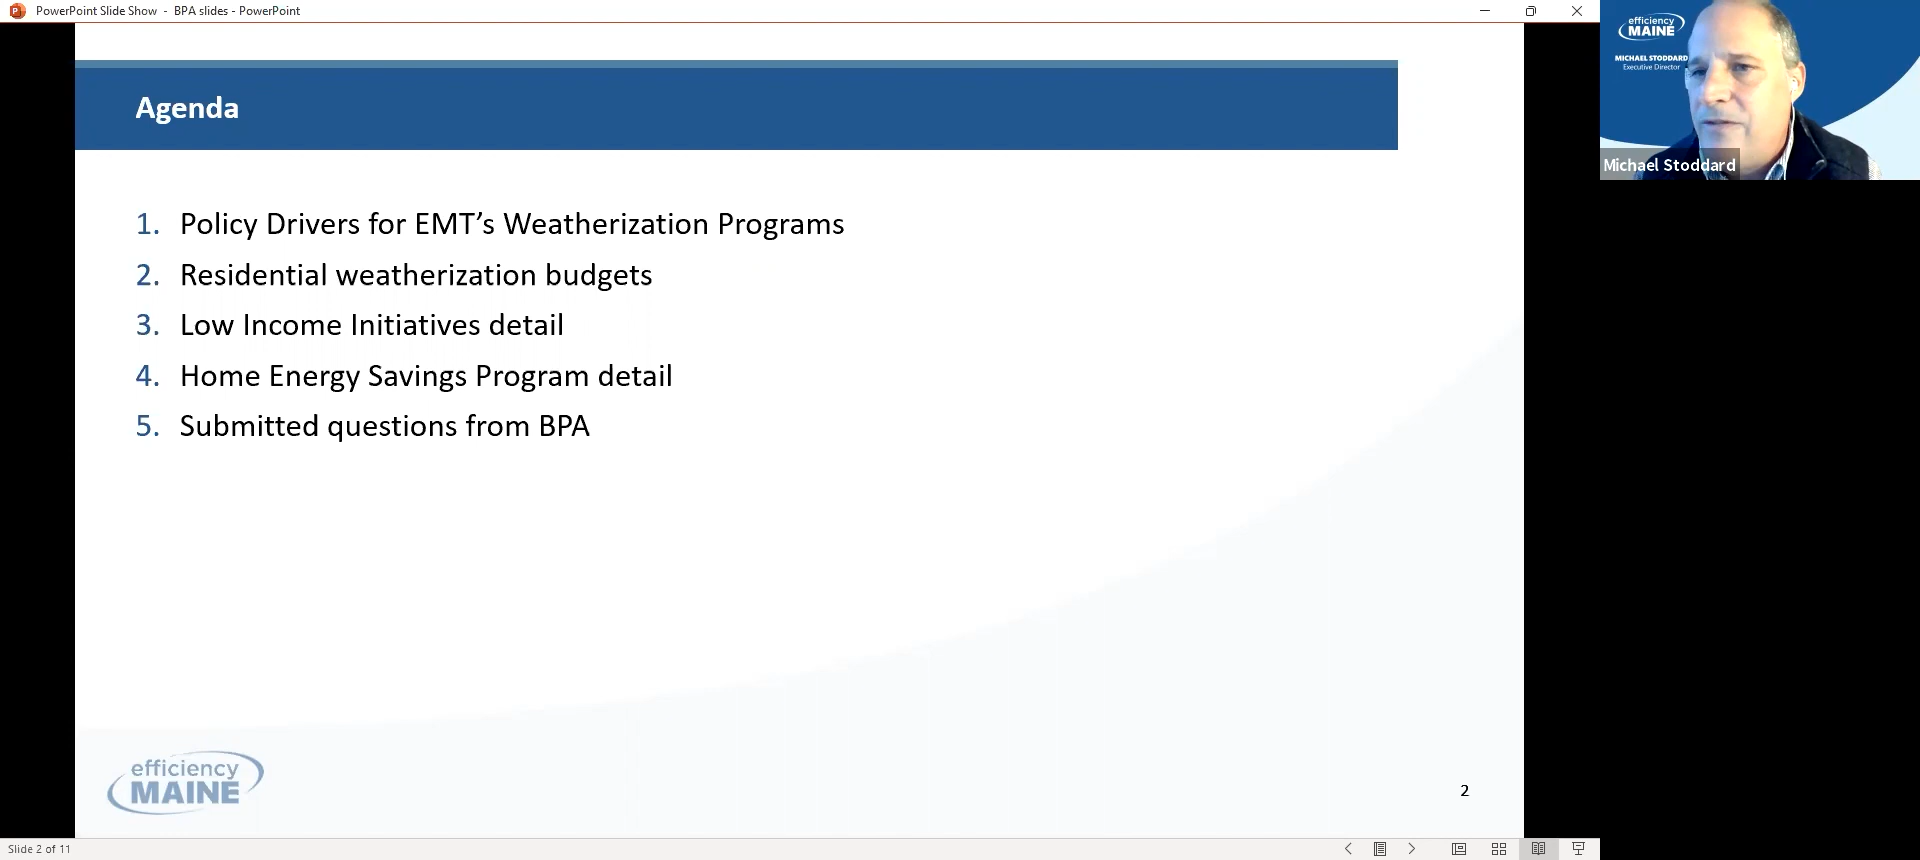 PowerPoint Slide Show - BPA slides - PowerPoint
efficiency
MAINE
MICHAEL STODDARD
Executive Director
Michael Stoddard
Agenda
1. Policy Drivers for EMT’s Weatherization Programs
2. Residential weatherization budgets
3. Low Income Initiatives detail
4. Home Energy Savings Program detail
5. Submitted questions from BPA
efficiency
MAINE
2
Slide 2 of 11